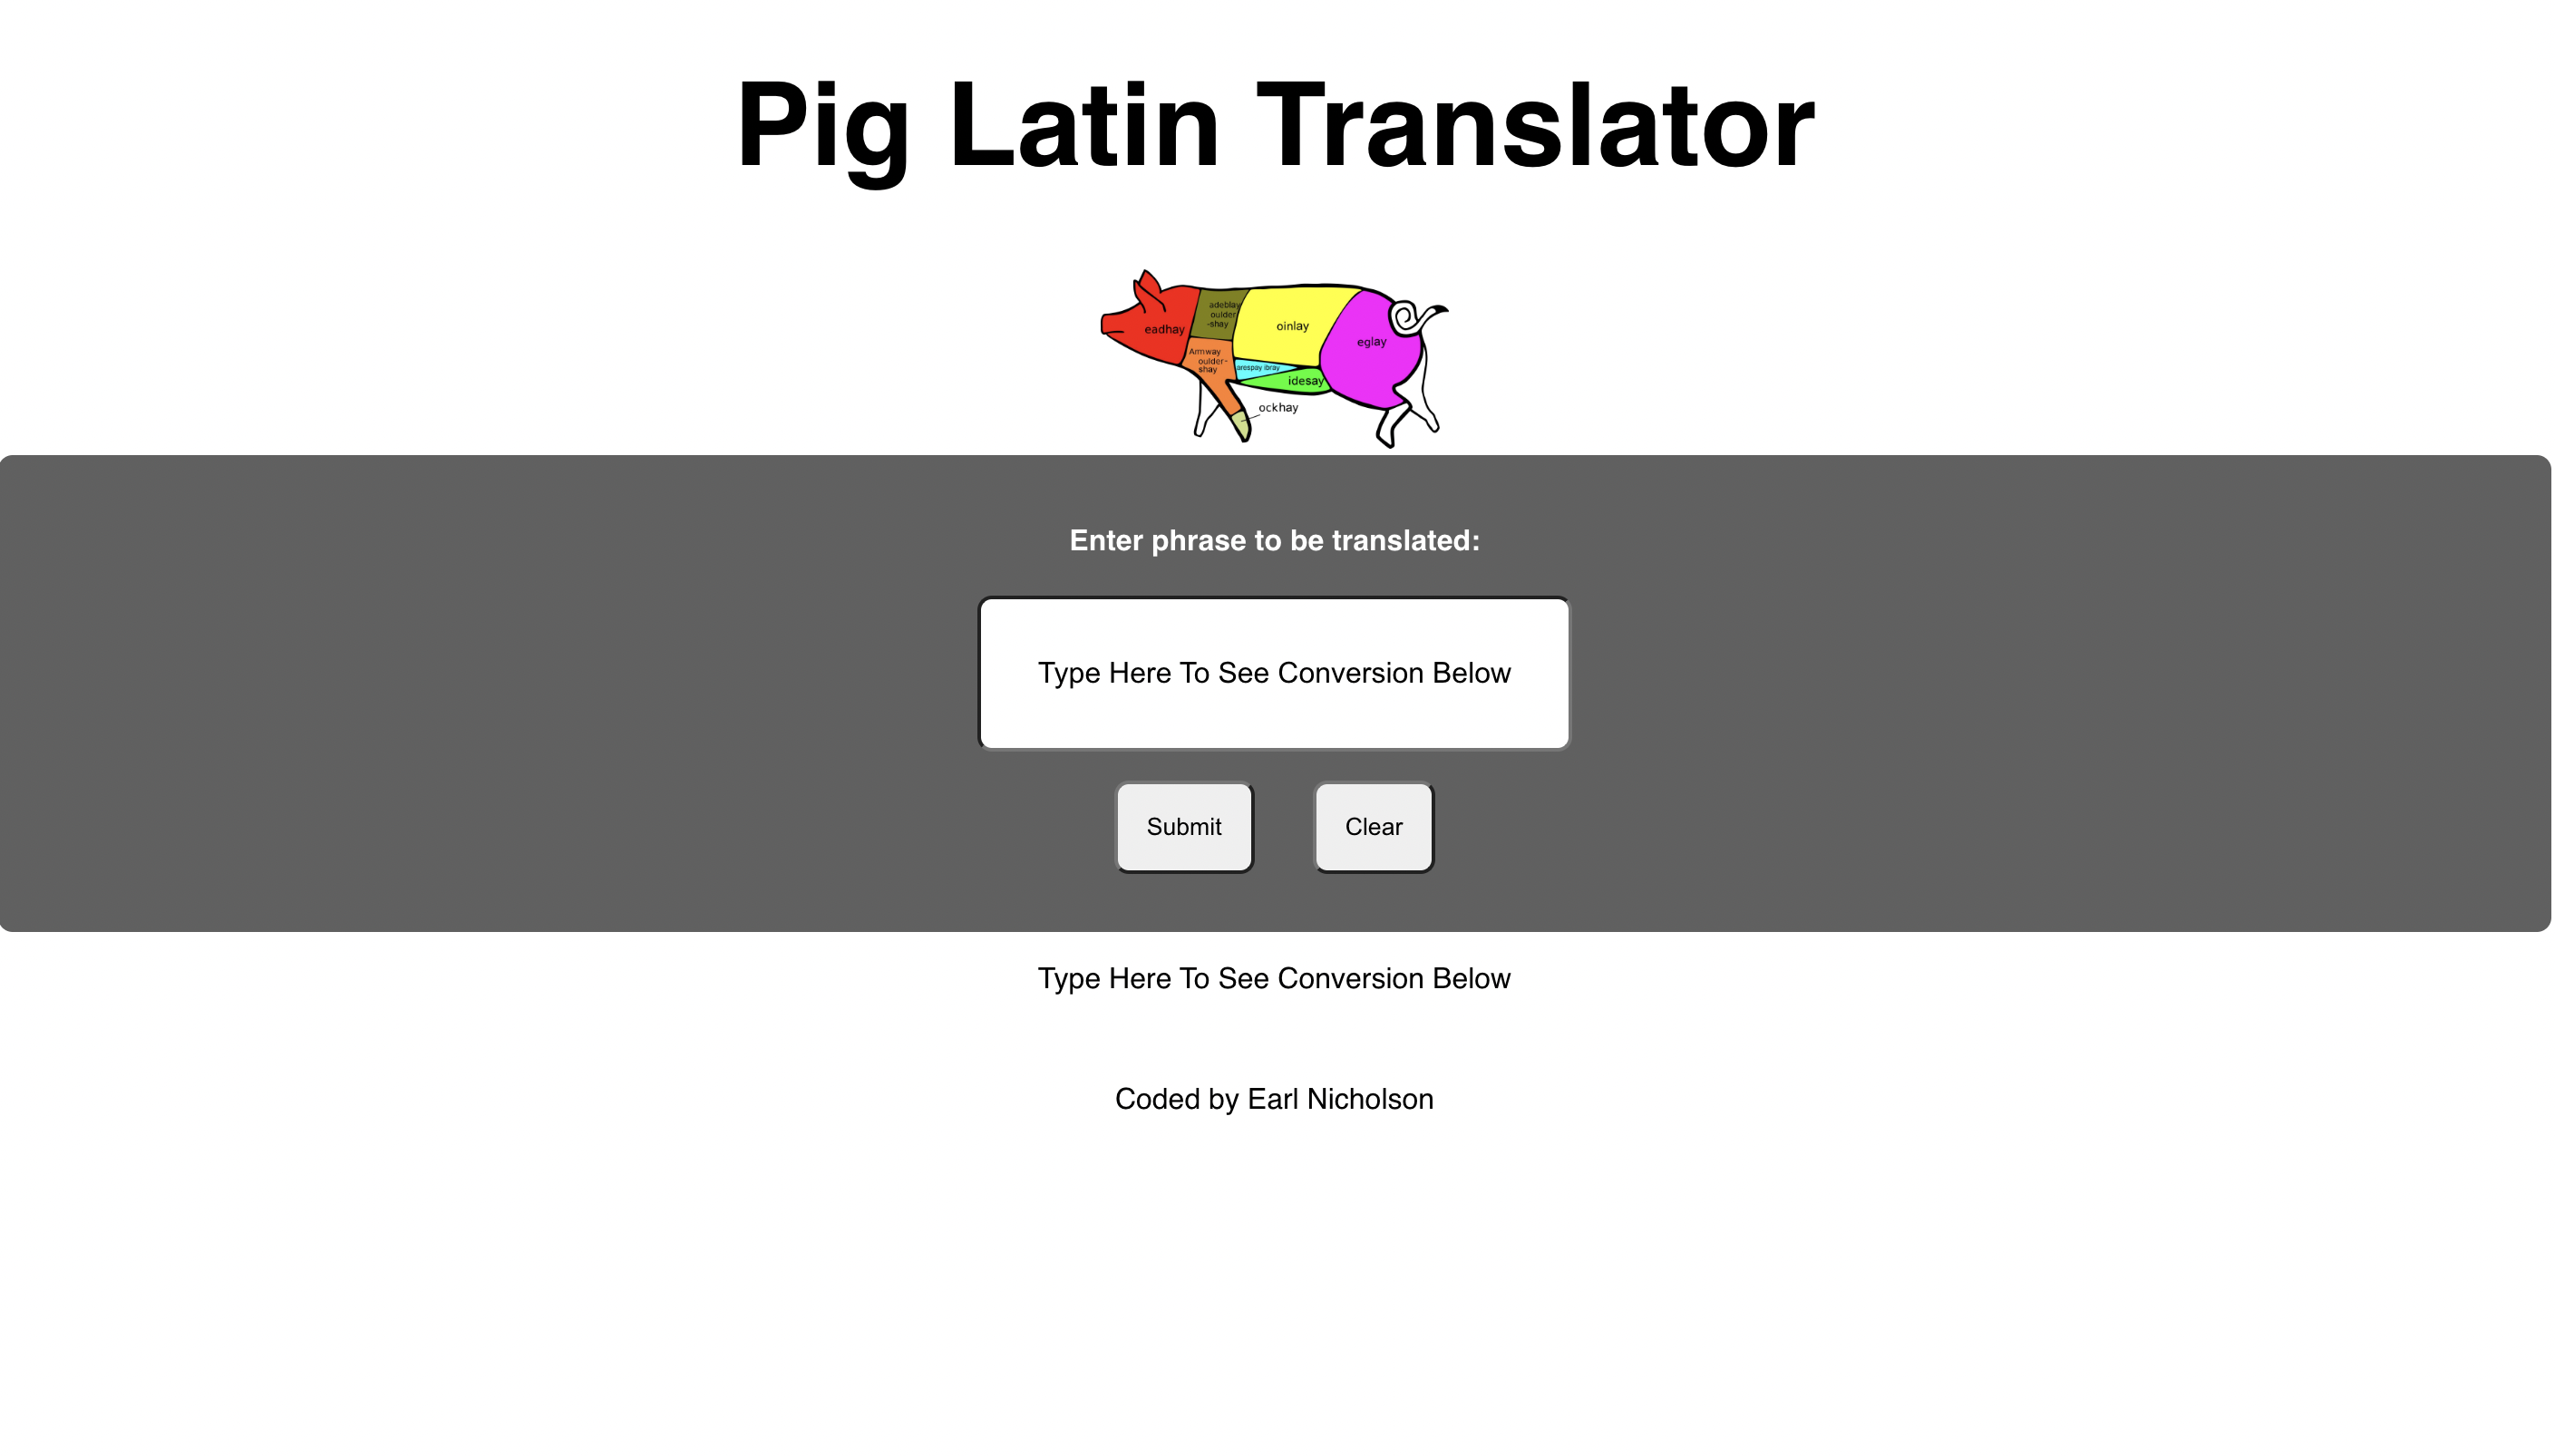 Pig Latin Translator
eadhay
adeblay
oulder
-shay
oinlay
eglay
Armway
oulder-
shay
arespay ibray
idesay
ockhay
Enter phrase to be translated:
Type Here To See Conversion Below
Submit
Clear
Type Here To See Conversion Below
Coded by Earl Nicholson